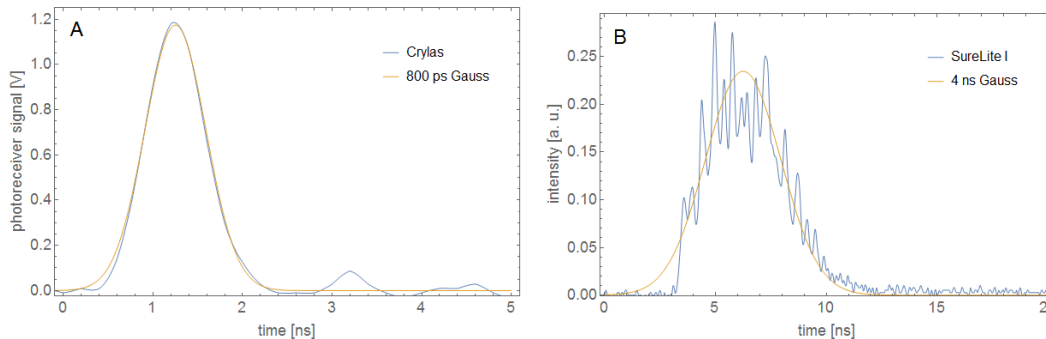 A
Crylas
800 ps Gauss
photoreceiver signal [V]
1.2
1.0
0.8
0.6
0.4
0.2
0.0
0
1
2
3
4
5
time [ns]
B
SureLite I
4 ns Gauss
intensity [a. u.]
0.25
0.20
0.15
0.10
0.05
0.00
0
5
10
15
20
time [ns]